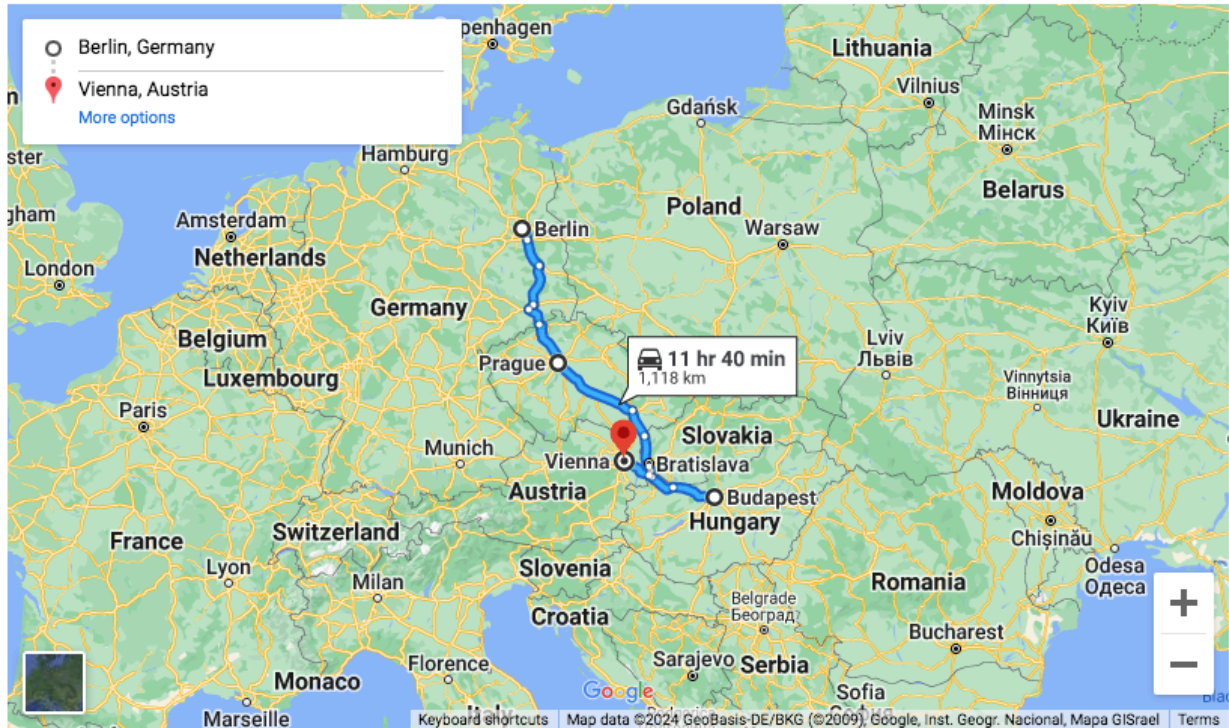 Berlin, Germany
Vienna, Austria
More options
penhagen
Lithuania
Vilnius
Gdańsk
Minsk
Мінск
ster
Hamburg
Belarus
gham
Amsterdam
Poland
Berlin
Warsaw
Netherlands
London
Germany
Kyiv
Київ
Belgium
Lviv
Львів
11 hr 40 min
1,118 km
Prague
Luxembourg
Vinnytsia
Вінниця
Paris
Ukraine
Slovakia
Munich
Vienna
Bratislava
Austria
Moldova
Budapest
Hungary
Switzerland
France
Chișinău
Lyon
Slovenia
Odesa
Одеса
Milan
Romania
Belgrade
Београд
Croatia
Bucharest
Florence
Sarajevo
Serbia
Monaco
Google
Sofia
Marseille
Keyboard shortcuts
Map data ©2024 GeoBasis-DE/BKG (©2009), Google, Inst. Geogr. Nacional, Mapa GISrael
Terms